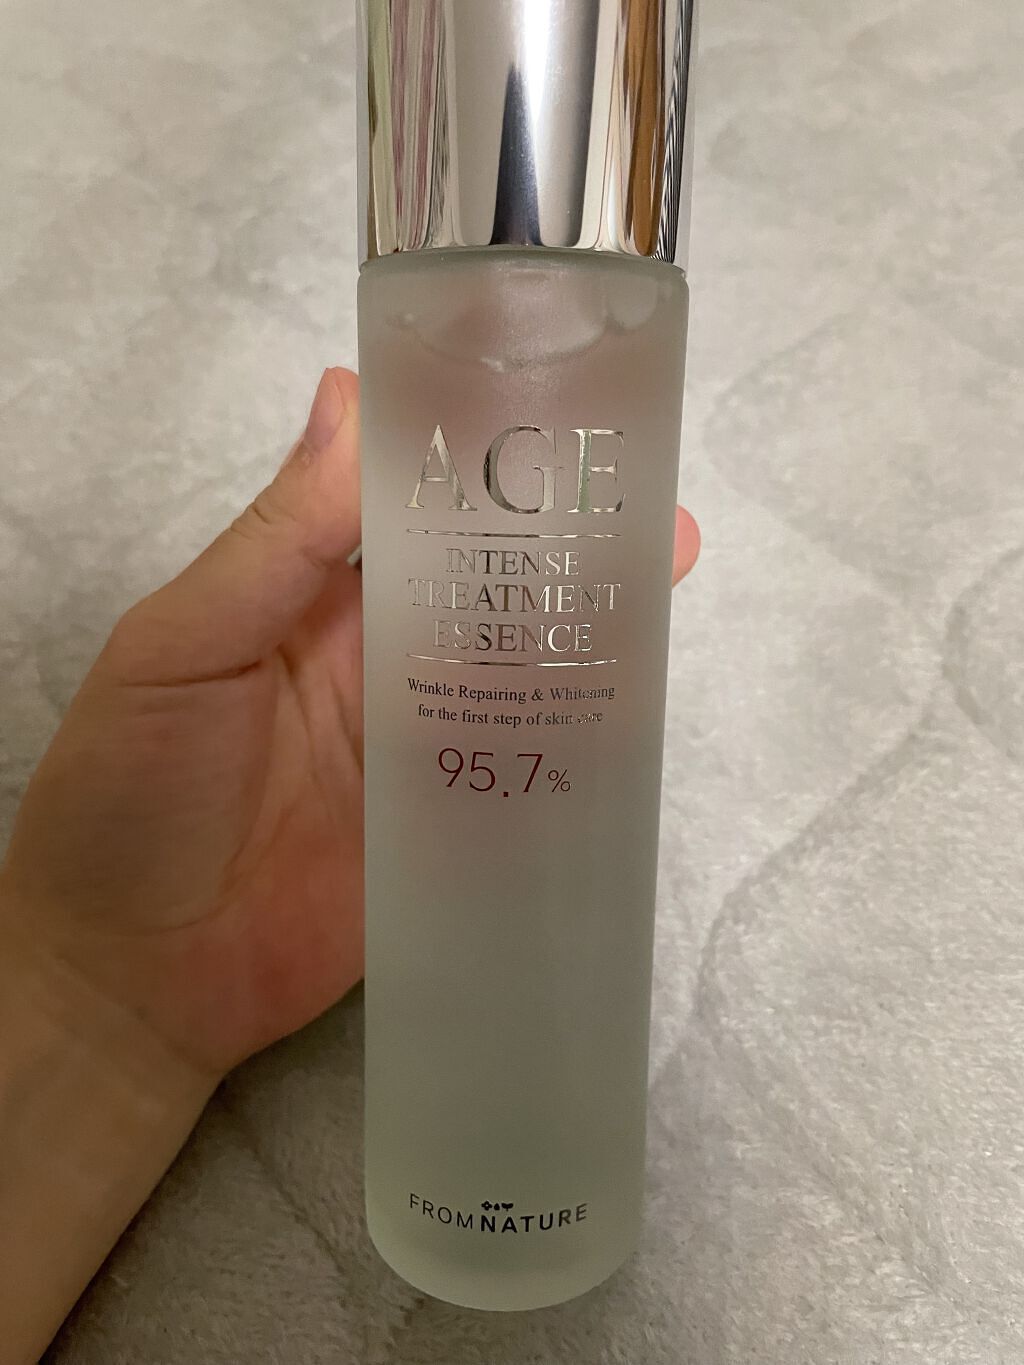 AGE
INTENSE
TREATMENT
ESSENCE
Wrinkle Repairing & Whitening
for the first step of skin care
95.7%
FROMNATURE